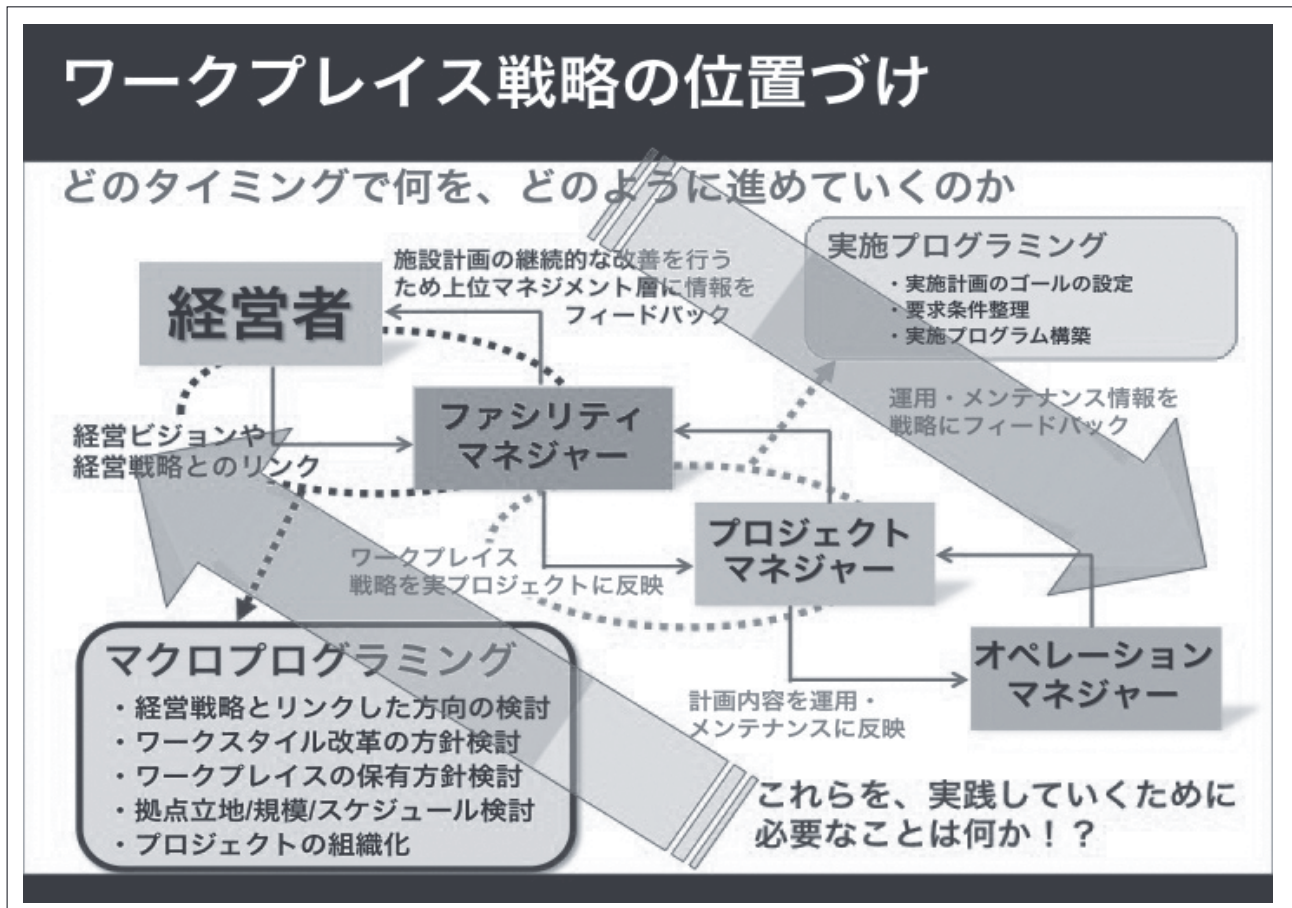 ワークプレイス戦略の位置づけ
どのタイミングで何を、どのように進めていくのか
施設計画の継続的な改善を行う
ため上位マネジメント層に情報を
フィードバック
実施プログラミング
・実施計画のゴールの設定
・要求条件整理
・実施プログラム構築
経営者
ファシリティ
マネジャー
運用・メンテナンス情報を
戦略にフィードバック
経営ビジョンや
経営戦略とのリンク
プロジェクト
マネジャー
ワークプレイス
戦略を実プロジェクトに反映
オペレーション
マネジャー
マクロプログラミング
・経営戦略とリンクした方向の検討
・ワークスタイル改革の方針検討
・ワークプレイスの保有方針検討
・拠点立地/規模/スケジュール検討
・プロジェクトの組織化
計画内容を運用・
メンテナンスに反映
これらを、実践していくために
必要なことは何か！？